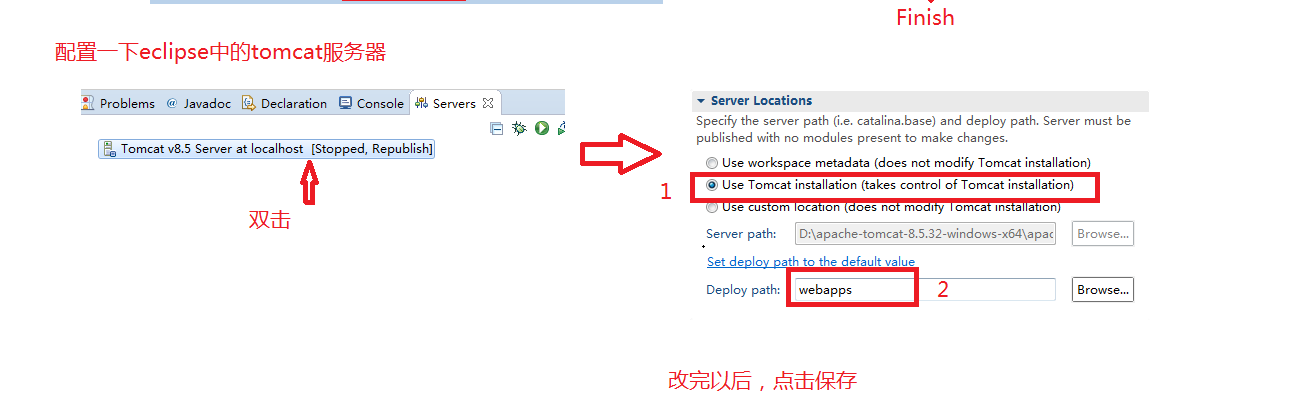 Finish
配置一下eclipse中的tomcat服务器
Problems @ Javadoc Declaration Console Servers
Tomcat v8.5 Server at localhost [Stopped, Republish]
双击
Server Locations
Specify the server path (i.e. catalina.base) and deploy path. Server must be
published with no modules present to make changes.
Use workspace metadata (does not modify Tomcat installation)
1 Use Tomcat installation (takes control of Tomcat installation)
Use custom location (does not modify Tomcat installation)
Server path: D:\apache-tomcat-8.5.32-windows-x64\apac Browse...
Set deploy path to the default value
Deploy path: webapps 2 Browse...
改完以后，点击保存